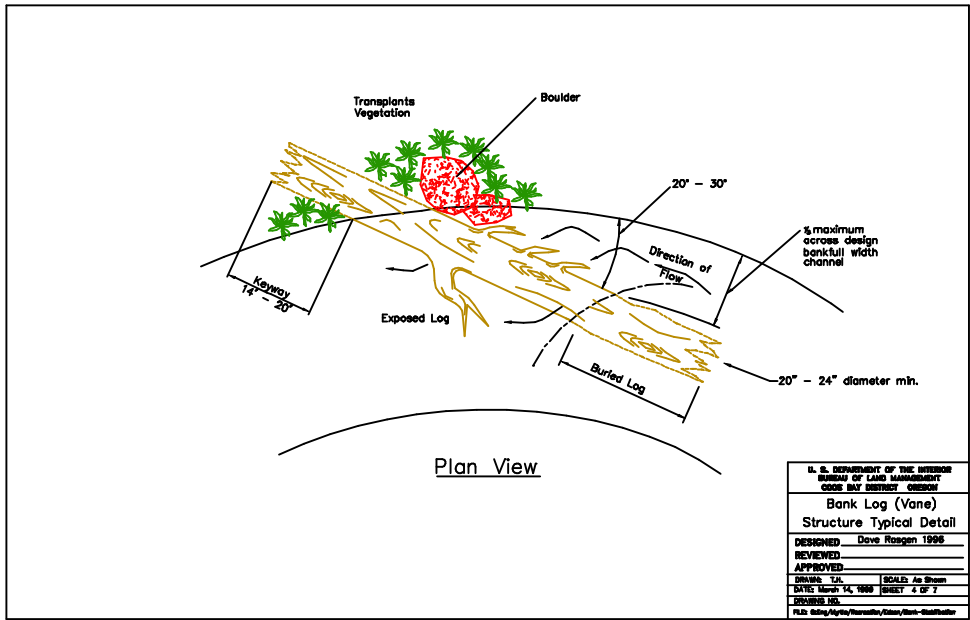 Transplants
Vegetation
Boulder
20° - 30°
⅓ maximum
across design
bankfull width
channel
Direction of
Flow
Keyway
14' - 20'
Exposed Log
Buried Log
20" - 24" diameter min.
Plan View
U. S. DEPARTMENT OF THE INTERIOR
BUREAU OF LAND MANAGEMENT
COOS BAY DISTRICT OREGON
Bank Log (Vane)
Structure Typical Detail
DESIGNED Dave Rosgen 1996
REVIEWED
APPROVED
DRAWN: T.H. SCALE: As Shown
DATE: March 14, SHEET 4 OF 7
DRAWING NO.
FILE: